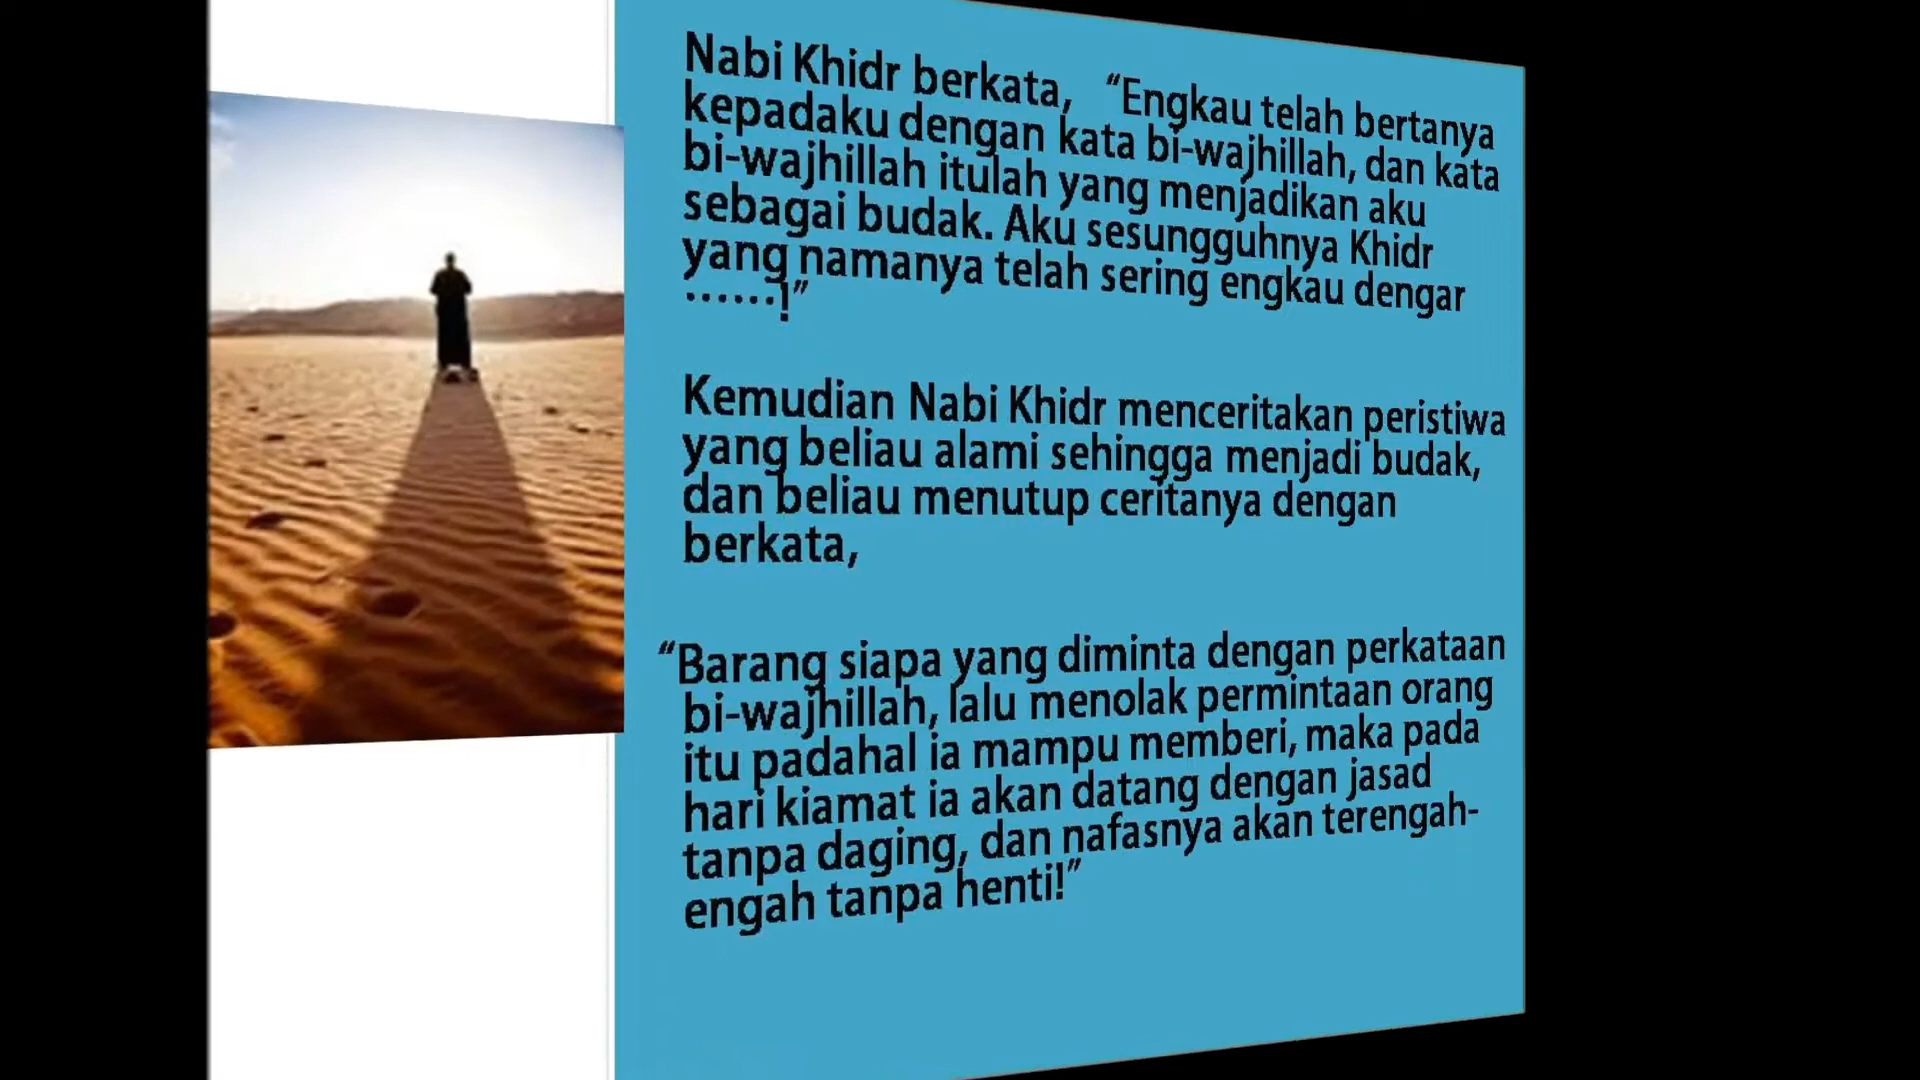 Nabi Khidr berkata, “Engkau telah bertanya
kepadaku dengan kata bi-wajhillah, dan kata
bi-wajhillah itulah yang menjadikan aku
sebagai budak. Aku sesungguhnya Khidr
yang namanya telah sering engkau dengar
......!”
Kemudian Nabi Khidr menceritakan peristiwa
yang beliau alami sehingga menjadi budak,
dan beliau menutup ceritanya dengan
berkata,
“Barang siapa yang diminta dengan perkataan
bi-wajhillah, lalu menolak permintaan orang
itu padahal ia mampu memberi, maka pada
hari kiamat ia akan datang dengan jasad
tanpa daging, dan nafasnya akan terengah-
engah tanpa henti!”